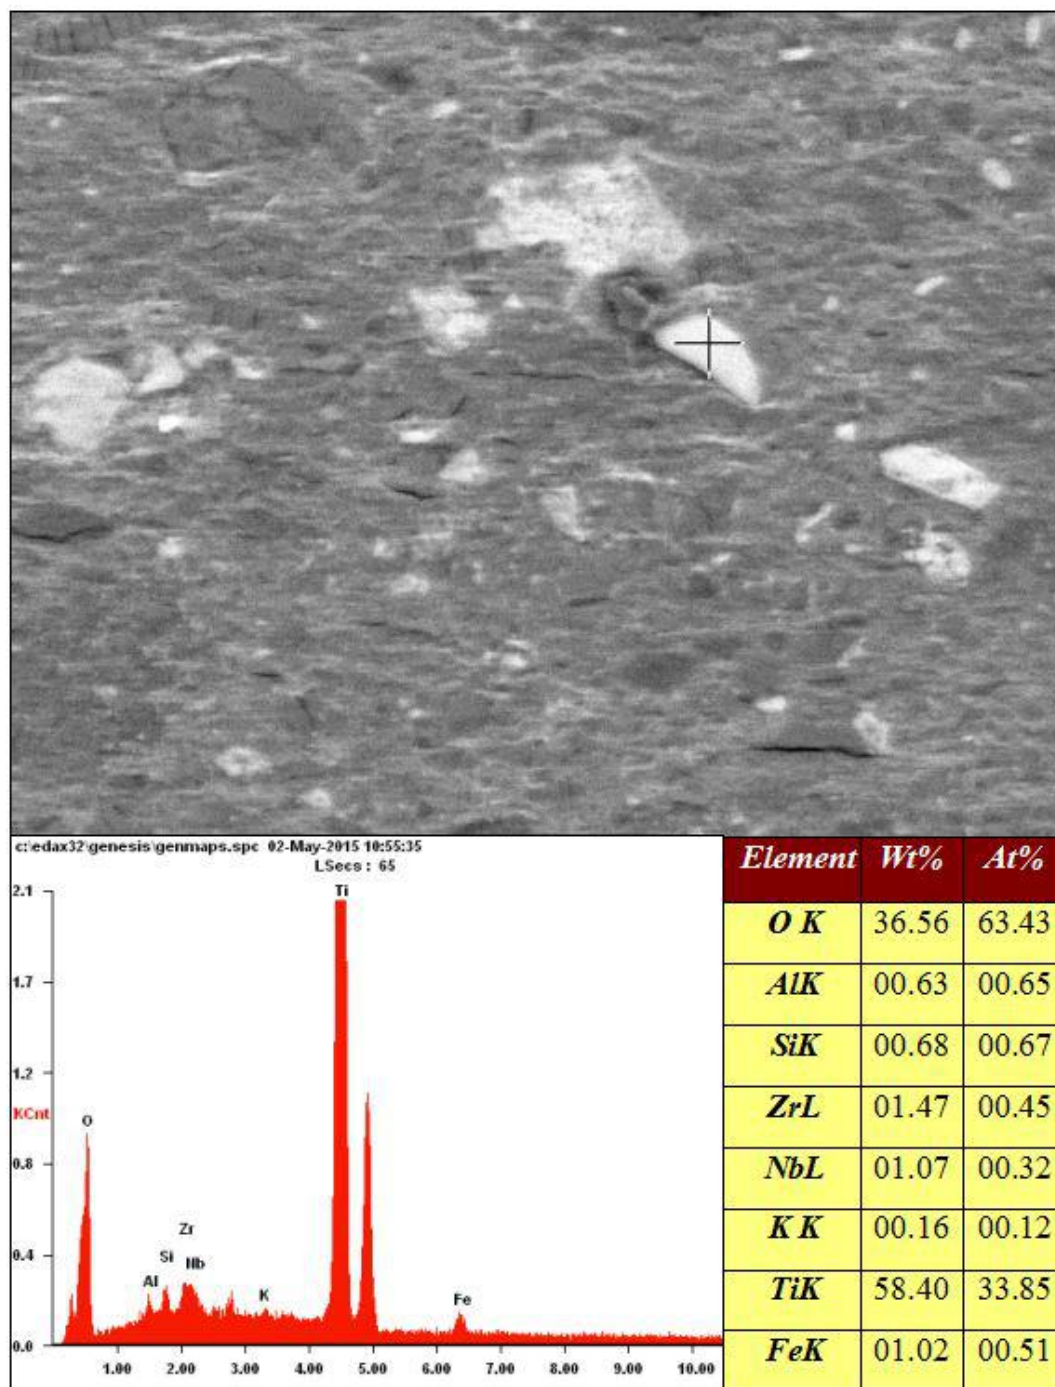 c:\edax32\genesis\genmaps.spc 02-May-2015 10:55:35
LSecs : 65
2.1
1.7
1.2
KCnt
0.8
0.4
0.0
O
Al
Si
Zr
Nb
K
Ti
Fe
1.00 2.00 3.00 4.00 5.00 6.00 7.00 8.00 9.00 10.00
Element Wt% At%
O K 36.56 63.43
AlK 00.63 00.65
SiK 00.68 00.67
ZrL 01.47 00.45
NbL 01.07 00.32
K K 00.16 00.12
TiK 58.40 33.85
FeK 01.02 00.51